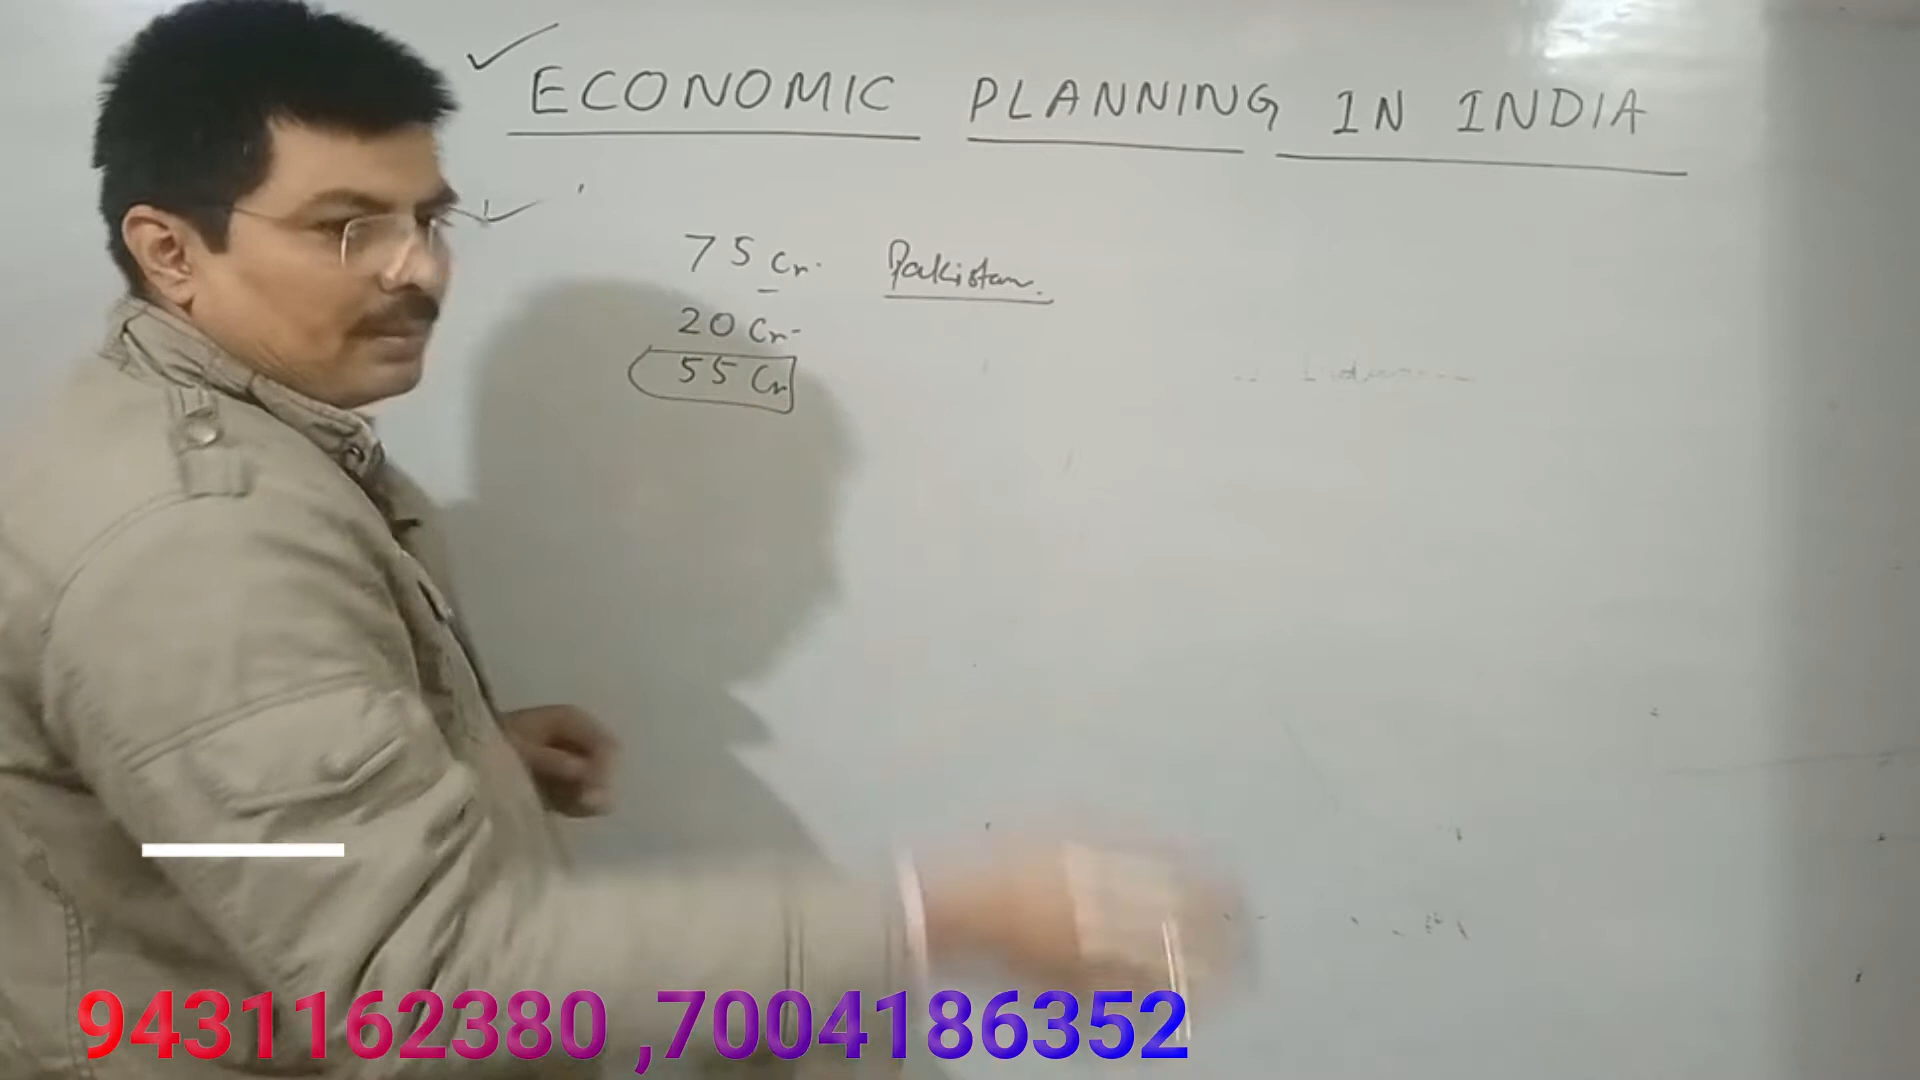 ECONOMIC PLANNING IN INDIA
75 Cr. Pakistan.
20 Cr-
55 Cr
9431162380 ,7004186352